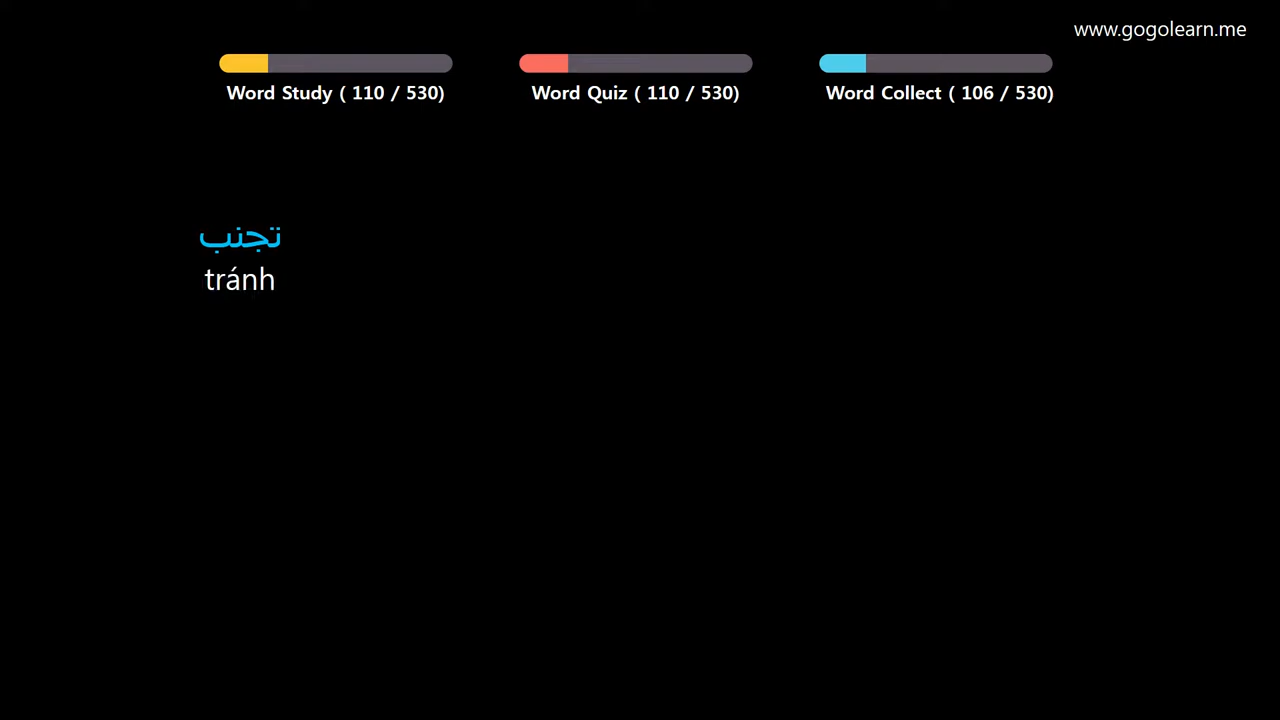 www.gogolearn.me
Word Study ( 110 / 530)
Word Quiz ( 110 / 530)
Word Collect ( 106 / 530)
تجنب
tránh